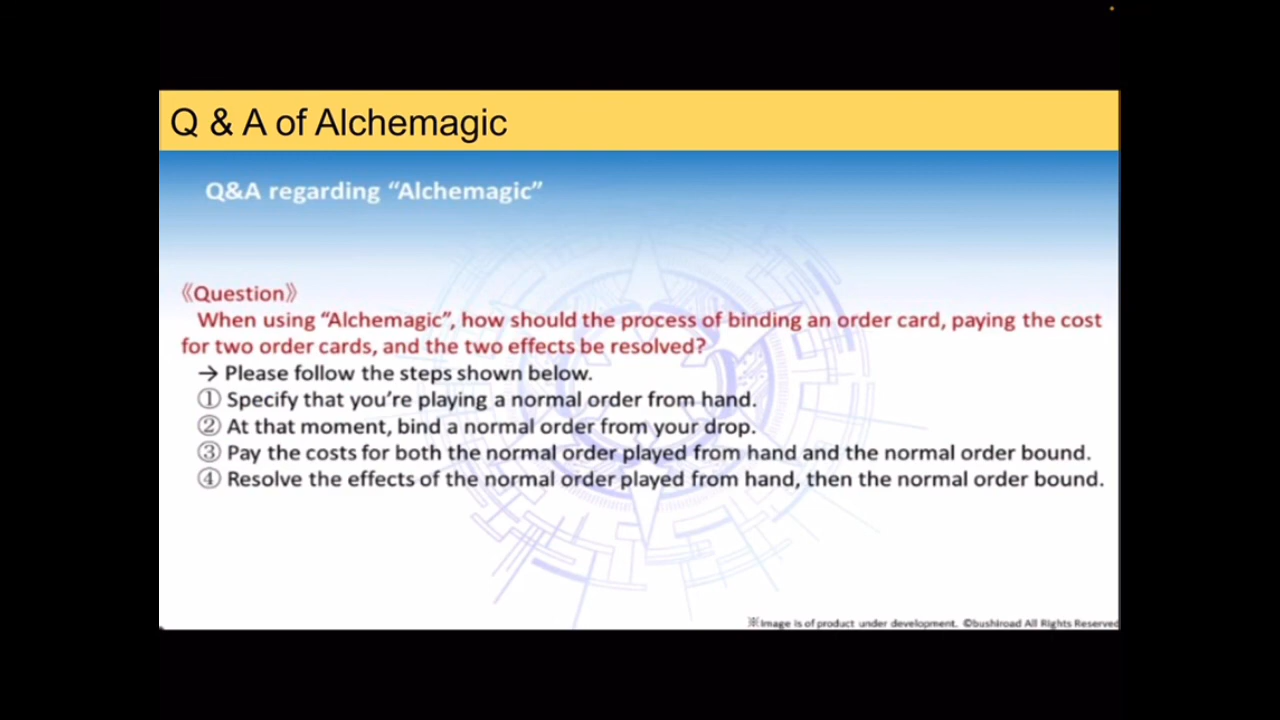 Q & A of Alchemagic
Q&A regarding “Alchemagic”
《Question》
When using “Alchemagic”, how should the process of binding an order card, paying the cost
for two order cards, and the two effects be resolved?
→ Please follow the steps shown below.
① Specify that you’re playing a normal order from hand.
② At that moment, bind a normal order from your drop.
③ Pay the costs for both the normal order played from hand and the normal order bound.
④ Resolve the effects of the normal order played from hand, then the normal order bound.
※Image is of product under development. ©bushiroad All Rights Reserved